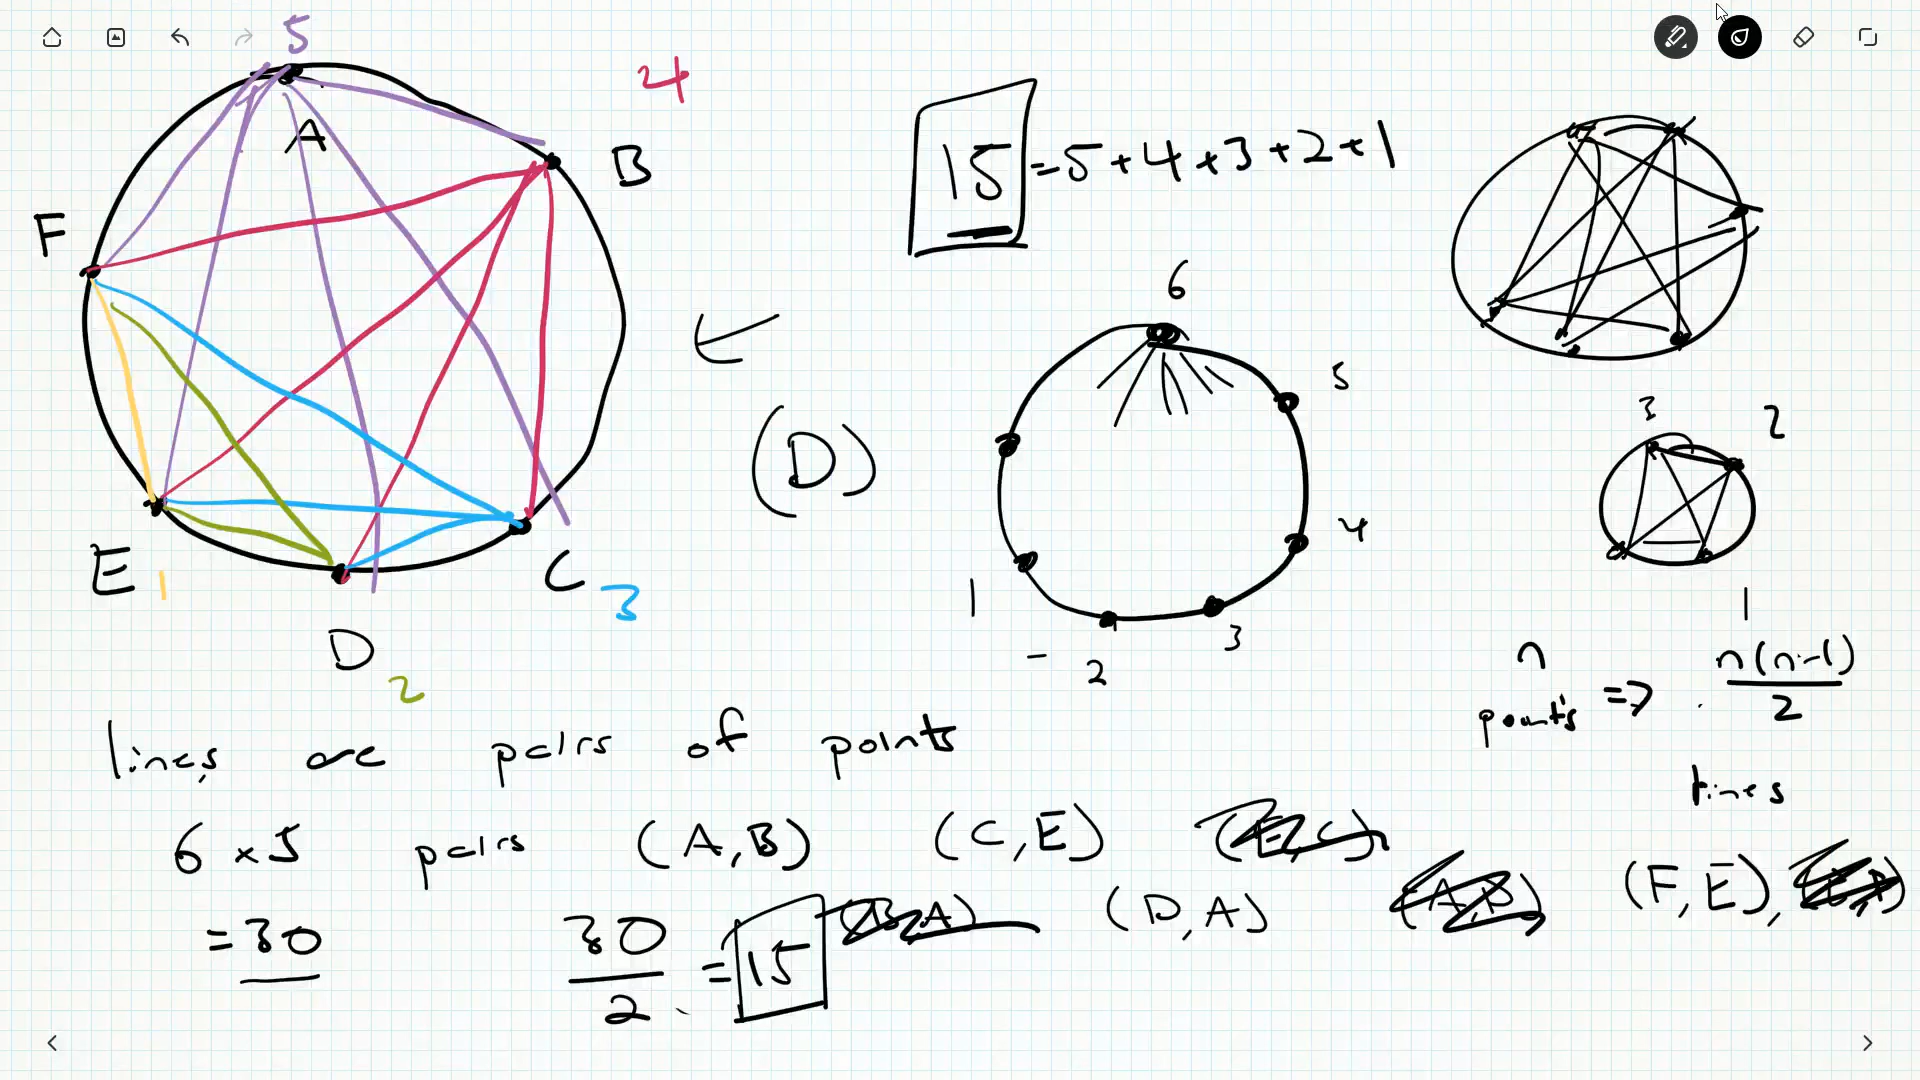 5
4
A
B
F
15 = 5 + 4 + 3 + 2 + 1
6
5
4
3
2
1
(D)
3
2
1
E 1
C 3
D
2
n points => n(n-1)/2
lines
lines are pairs of points
6 x 5 pairs (A, B) (C, E) (E, C)
(B, A) (D, A) (A, D) (F, E),
= 30 30/2 = 15